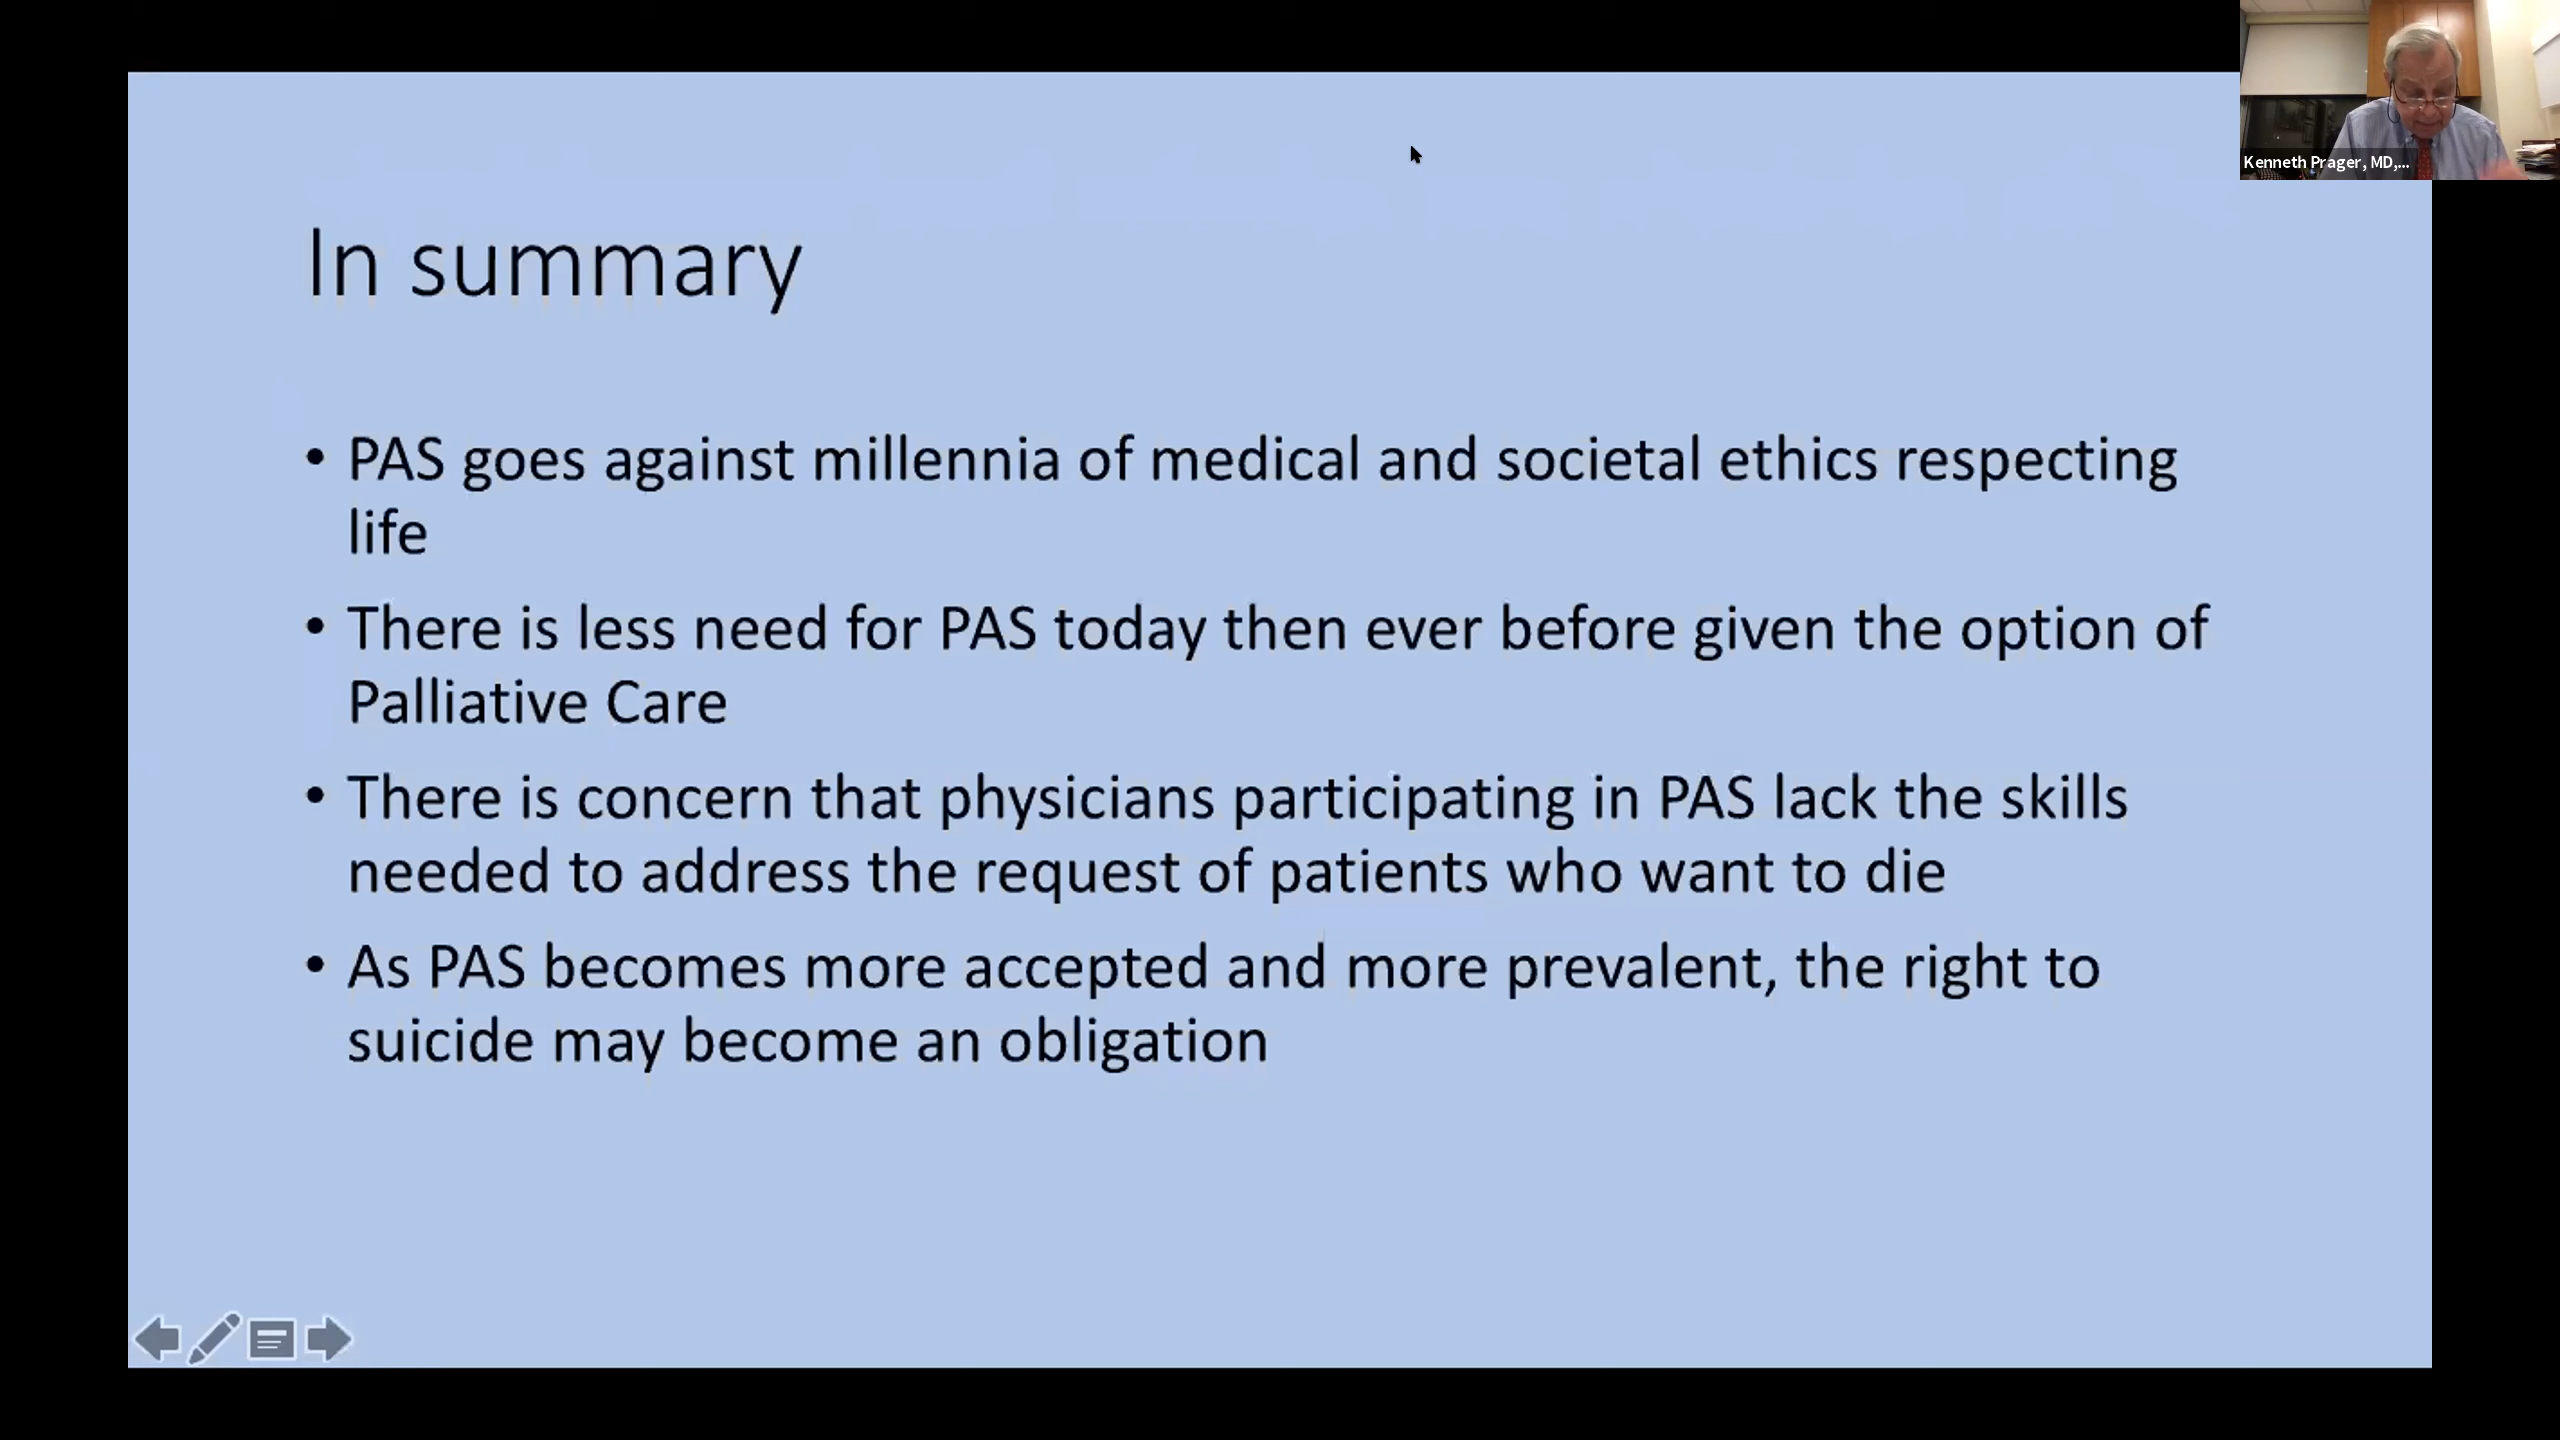 Kenneth Prager, MD,...
In summary
• PAS goes against millennia of medical and societal ethics respecting
life
• There is less need for PAS today then ever before given the option of
Palliative Care
• There is concern that physicians participating in PAS lack the skills
needed to address the request of patients who want to die
• As PAS becomes more accepted and more prevalent, the right to
suicide may become an obligation